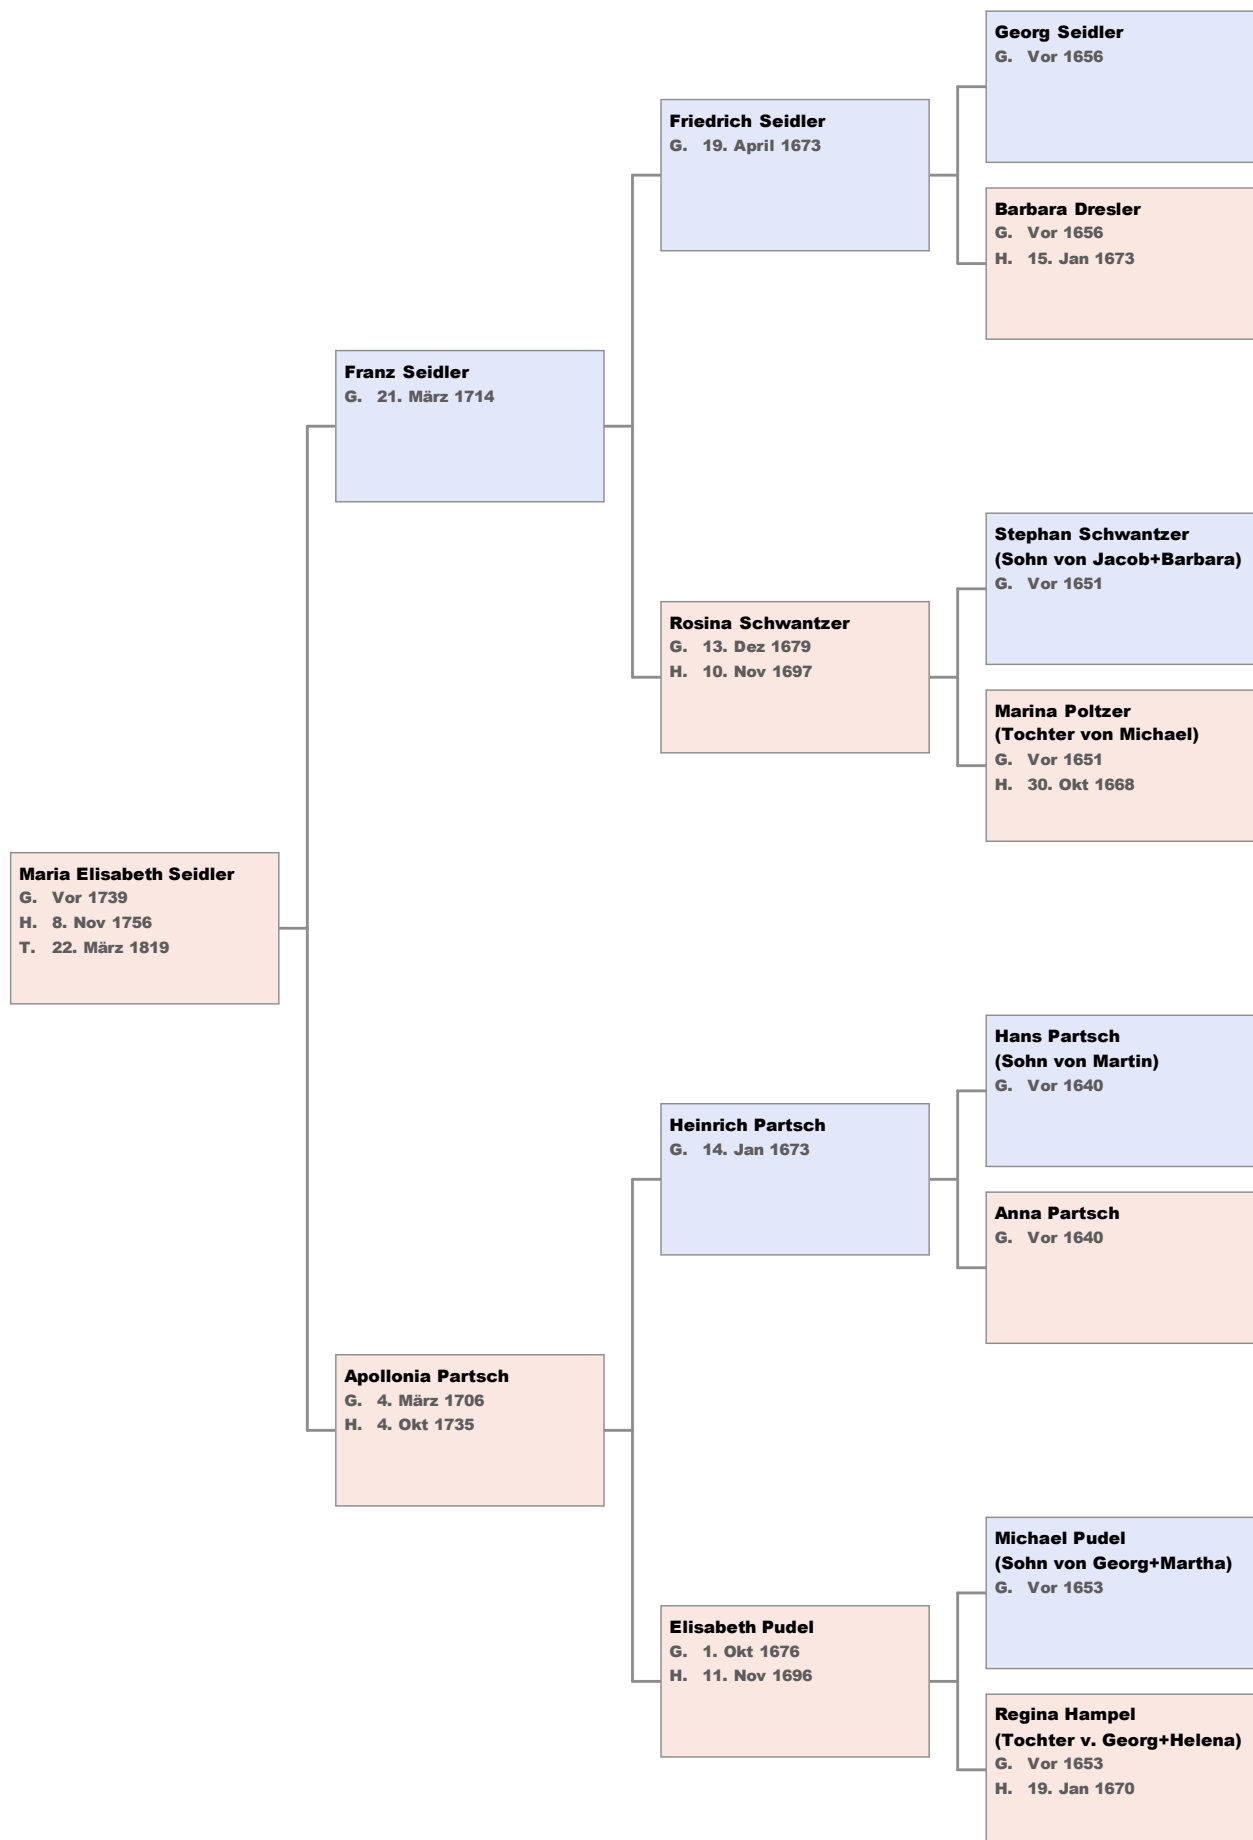 Georg Seidler
G. Vor 1656
Friedrich Seidler
G. 19. April 1673
Barbara Dresler
G. Vor 1656
H. 15. Jan 1673
Franz Seidler
G. 21. März 1714
Stephan Schwantzer
(Sohn von Jacob+Barbara)
G. Vor 1651
Rosina Schwantzer
G. 13. Dez 1679
H. 10. Nov 1697
Marina Poltzer
(Tochter von Michael)
G. Vor 1651
H. 30. Okt 1668
Maria Elisabeth Seidler
G. Vor 1739
H. 8. Nov 1756
T. 22. März 1819
Hans Partsch
(Sohn von Martin)
G. Vor 1640
Heinrich Partsch
G. 14. Jan 1673
Anna Partsch
G. Vor 1640
Apollonia Partsch
G. 4. März 1706
H. 4. Okt 1735
Michael Pudel
(Sohn von Georg+Martha)
G. Vor 1653
Elisabeth Pudel
G. 1. Okt 1676
H. 11. Nov 1696
Regina Hampel
(Tochter v. Georg+Helena)
G. Vor 1653
H. 19. Jan 1670